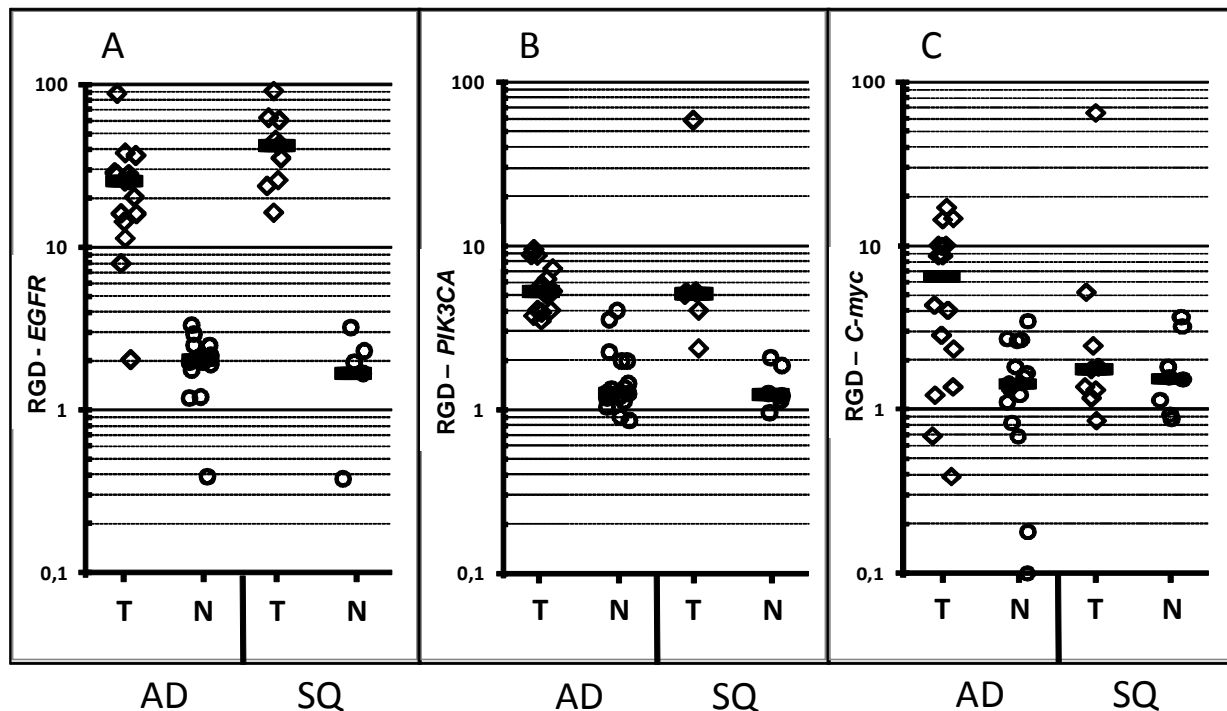 A
RGD - EGFR
100
10
1
0,1
T
N
T
N
AD
SQ
B
RGD – PIK3CA
100
10
1
0,1
T
N
T
N
AD
SQ
C
RGD – C-myc
100
10
1
0,1
T
N
T
N
AD
SQ